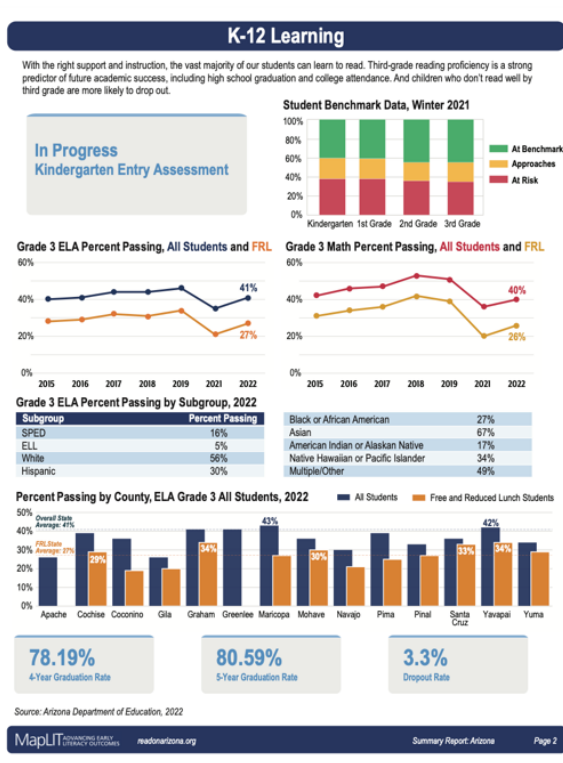 K-12 Learning
With the right support and instruction, the vast majority of our students can learn to read. Third-grade reading proficiency is a strong
predictor of future academic success, including high school graduation and college attendance. And children who don't read well by
third grade are more likely to drop out.
In Progress
Kindergarten Entry Assessment
Student Benchmark Data, Winter 2021
100%
80%
60%
40%
20%
0%
Kindergarten 1st Grade 2nd Grade 3rd Grade
At Benchmark
Approaches
At Risk
Grade 3 ELA Percent Passing, All Students and FRL
60%
40%
20%
0%
41%
27%
2015 2016 2017 2018 2019 2021 2022
Grade 3 Math Percent Passing, All Students and FRL
60%
40%
20%
0%
40%
26%
2015 2016 2017 2018 2019 2021 2022
Grade 3 ELA Percent Passing by Subgroup, 2022
Subgroup Percent Passing
SPED 16%
ELL 5%
White 56%
Hispanic 30%
Black or African American 27%
Asian 67%
American Indian or Alaskan Native 17%
Native Hawaiian or Pacific Islander 34%
Multiple/Other 49%
Percent Passing by County, ELA Grade 3 All Students, 2022
All Students Free and Reduced Lunch Students
50%
40%
30%
20%
10%
0%
Overall State
Average: 41%
FRL State
Average: 27%
29%
34%
43%
30%
33%
42%
34%
Apache Cochise Coconino Gila Graham Greenlee Maricopa Mohave Navajo Pima Pinal Santa Cruz Yavapai Yuma
78.19%
4-Year Graduation Rate
80.59%
5-Year Graduation Rate
3.3%
Dropout Rate
Source: Arizona Department of Education, 2022
MapLIT ADVANCING EARLY LITERACY OUTCOMES readonarizona.org Summary Report: Arizona Page 2